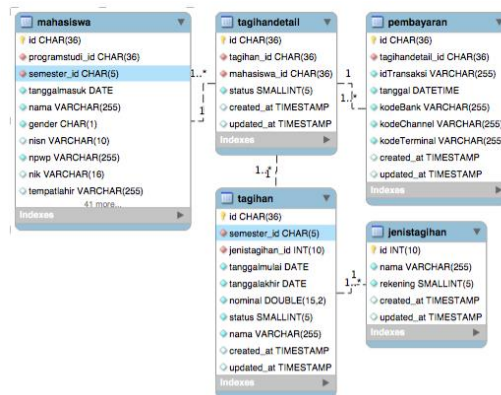 mahasiswa
id CHAR(36)
programstudi_id CHAR(36)
semester_id CHAR(5)
tanggalmasuk DATE
nama VARCHAR(255)
gender CHAR(1)
nisn VARCHAR(10)
npwp VARCHAR(255)
nik VARCHAR(16)
tempatlahir VARCHAR(255)
41 more...
Indexes
1..*
1
tagihandetail
id CHAR(36)
tagihan_id CHAR(36)
mahasiswa_id CHAR(36)
status SMALLINT(5)
created_at TIMESTAMP
updated_at TIMESTAMP
Indexes
1
1..*
pembayaran
id CHAR(36)
tagihandetail_id CHAR(36)
idTransaksi VARCHAR(255)
tanggal DATETIME
kodeBank VARCHAR(255)
kodeChannel VARCHAR(255)
kodeTerminal VARCHAR(255)
created_at TIMESTAMP
updated_at TIMESTAMP
Indexes
1..*
1
tagihan
id CHAR(36)
semester_id CHAR(5)
jenistagihan_id INT(10)
tanggalmulai DATE
tanggalakhir DATE
nominal DOUBLE(15,2)
status SMALLINT(5)
nama VARCHAR(255)
created_at TIMESTAMP
updated_at TIMESTAMP
Indexes
1
1..*
jenistagihan
id INT(10)
nama VARCHAR(255)
rekening SMALLINT(5)
created_at TIMESTAMP
updated_at TIMESTAMP
Indexes